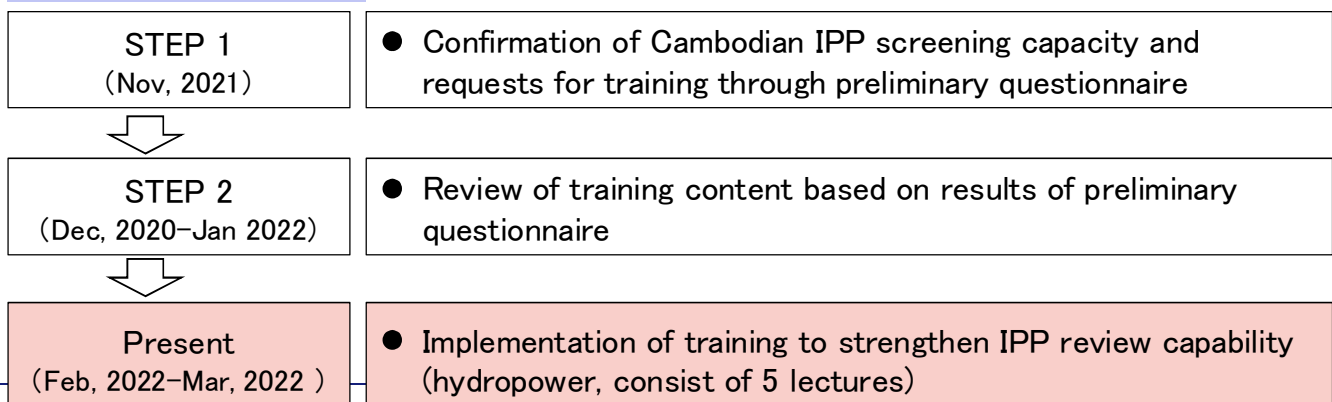 STEP 1
(Nov, 2021)
● Confirmation of Cambodian IPP screening capacity and
requests for training through preliminary questionnaire
STEP 2
(Dec, 2020-Jan 2022)
● Review of training content based on results of preliminary
questionnaire
Present
(Feb, 2022-Mar, 2022 )
● Implementation of training to strengthen IPP review capability
(hydropower, consist of 5 lectures)